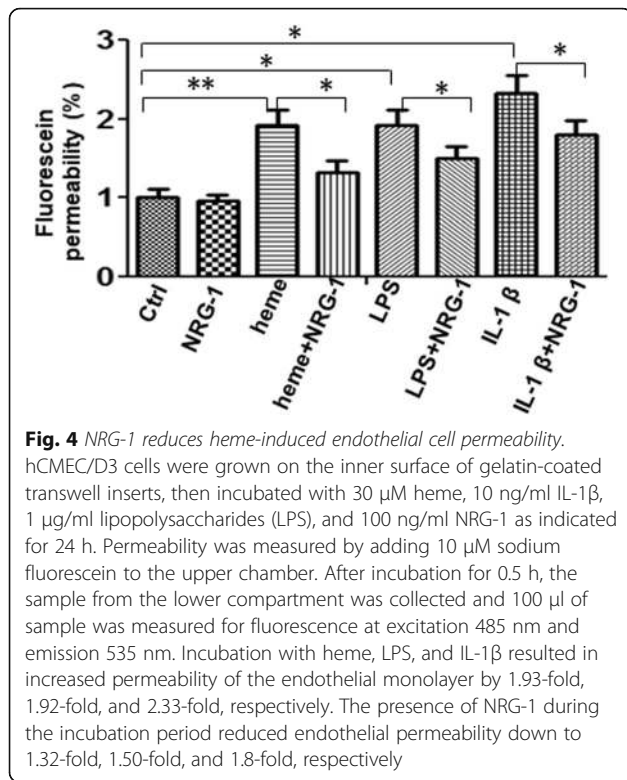 3
2
1
0
Fluorescein
permeability (%)
*
*
**
*
*
*
Ctrl
NRG-1
heme
heme+NRG-1
LPS
LPS+NRG-1
IL-1 β
IL-1 β+NRG-1
Fig. 4 NRG-1 reduces heme-induced endothelial cell permeability.
hCMEC/D3 cells were grown on the inner surface of gelatin-coated
transwell inserts, then incubated with 30 μM heme, 10 ng/ml IL-1β,
1 μg/ml lipopolysaccharides (LPS), and 100 ng/ml NRG-1 as indicated
for 24 h. Permeability was measured by adding 10 μM sodium
fluorescein to the upper chamber. After incubation for 0.5 h, the
sample from the lower compartment was collected and 100 μl of
sample was measured for fluorescence at excitation 485 nm and
emission 535 nm. Incubation with heme, LPS, and IL-1β resulted in
increased permeability of the endothelial monolayer by 1.93-fold,
1.92-fold, and 2.33-fold, respectively. The presence of NRG-1 during
the incubation period reduced endothelial permeability down to
1.32-fold, 1.50-fold, and 1.8-fold, respectively